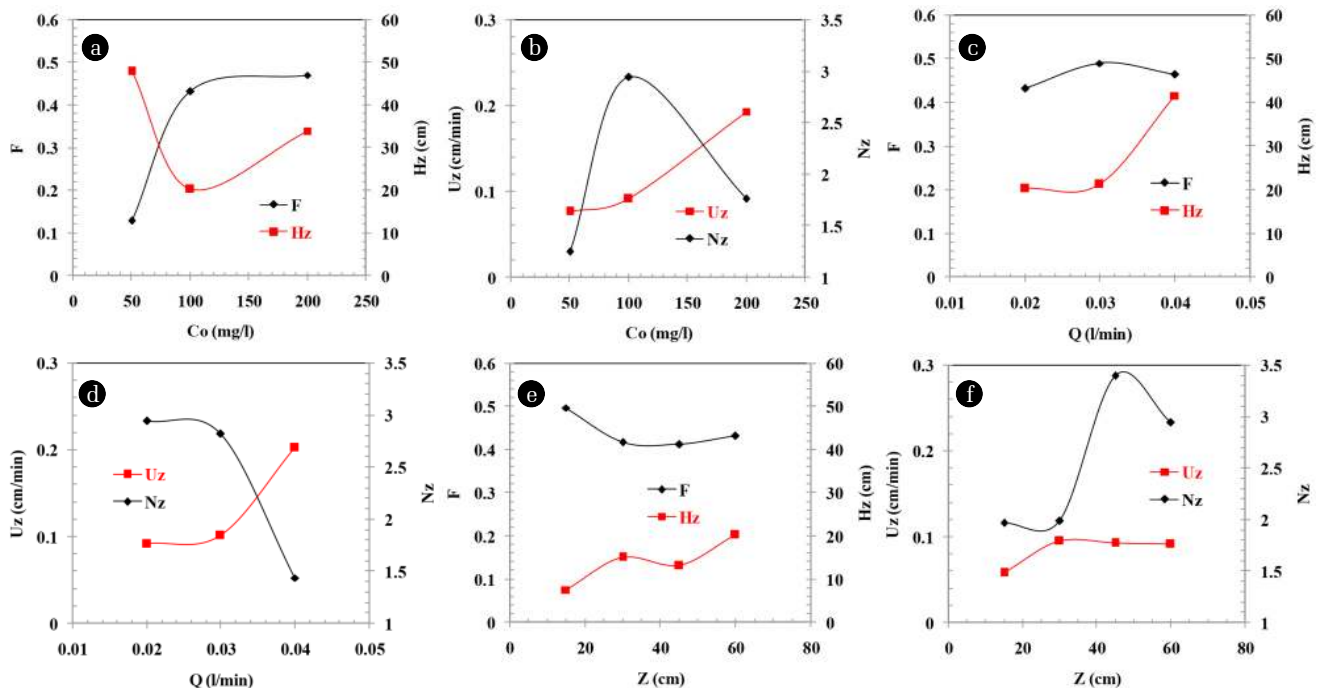 a
F
0.6
0.5
0.4
0.3
0.2
0.1
0
0 50 100 150 200 250
Co (mg/l)
60
50
40
30
20
10
0
Hz (cm)
F
Hz
b
Uz (cm/min)
0.3
0.2
0.1
0
0 50 100 150 200 250
Co (mg/l)
3.5
3
2.5
2
1.5
1
Nz
Uz
Nz
c
F
0.6
0.5
0.4
0.3
0.2
0.1
0
0.01 0.02 0.03 0.04 0.05
Q (l/min)
60
50
40
30
20
10
0
Hz (cm)
F
Hz
d
Uz (cm/min)
0.3
0.2
0.1
0
0.01 0.02 0.03 0.04 0.05
Q (l/min)
3.5
3
2.5
2
1.5
1
Nz
Uz
Nz
e
F
0.6
0.5
0.4
0.3
0.2
0.1
0
0 20 40 60 80
Z (cm)
60
50
40
30
20
10
0
Hz (cm)
F
Hz
f
Uz (cm/min)
0.3
0.2
0.1
0
0 20 40 60 80
Z (cm)
3.5
3
2.5
2
1.5
1
Nz
Uz
Nz